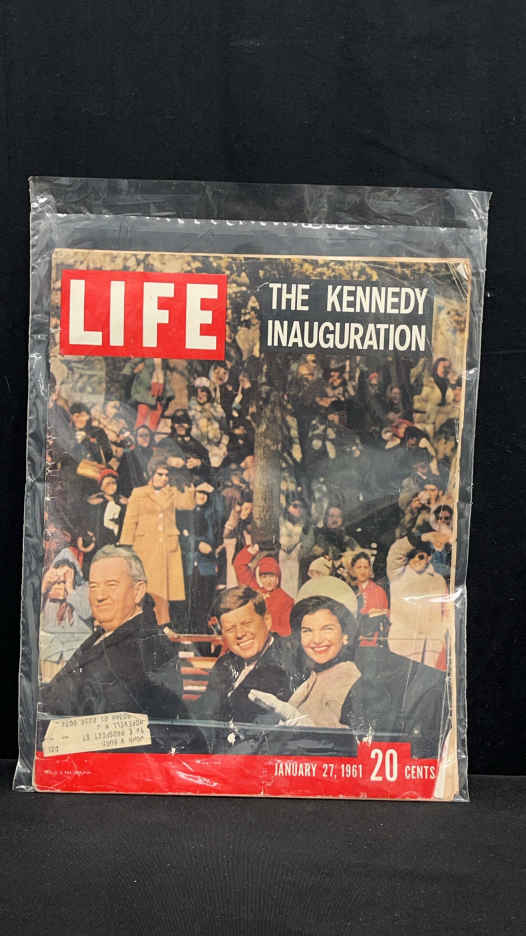 LIFE
THE KENNEDY
INAUGURATION
JANUARY 27, 1961 20 CENTS